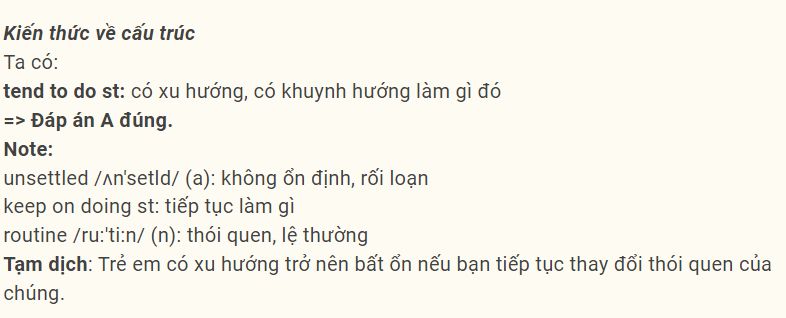 Kiến thức về cấu trúc
Ta có:
tend to do st: có xu hướng, có khuynh hướng làm gì đó
=> Đáp án A đúng.
Note:
unsettled /ʌn'setld/ (a): không ổn định, rối loạn
keep on doing st: tiếp tục làm gì
routine /ru:'ti:n/ (n): thói quen, lệ thường
Tạm dịch: Trẻ em có xu hướng trở nên bất ổn nếu bạn tiếp tục thay đổi thói quen của
chúng.